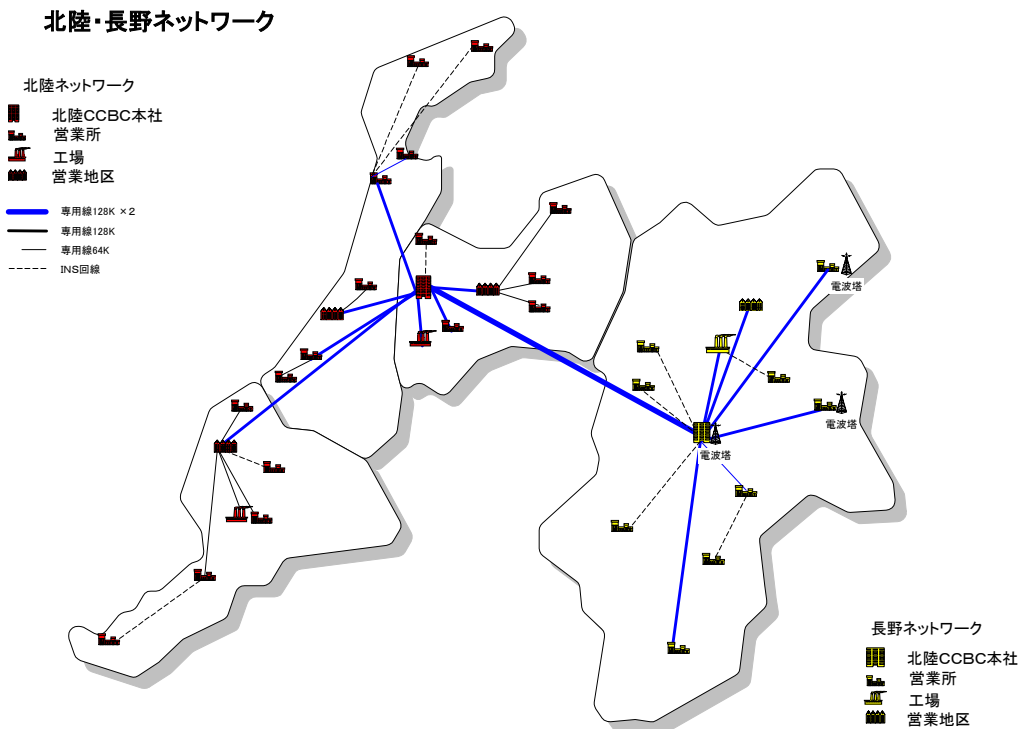 北陸・長野ネットワーク
北陸ネットワーク
北陸CCBC本社
営業所
工場
営業地区
専用線128K ×2
専用線128K
専用線64K
INS回線
電波塔
電波塔
電波塔
長野ネットワーク
北陸CCBC本社
営業所
工場
営業地区